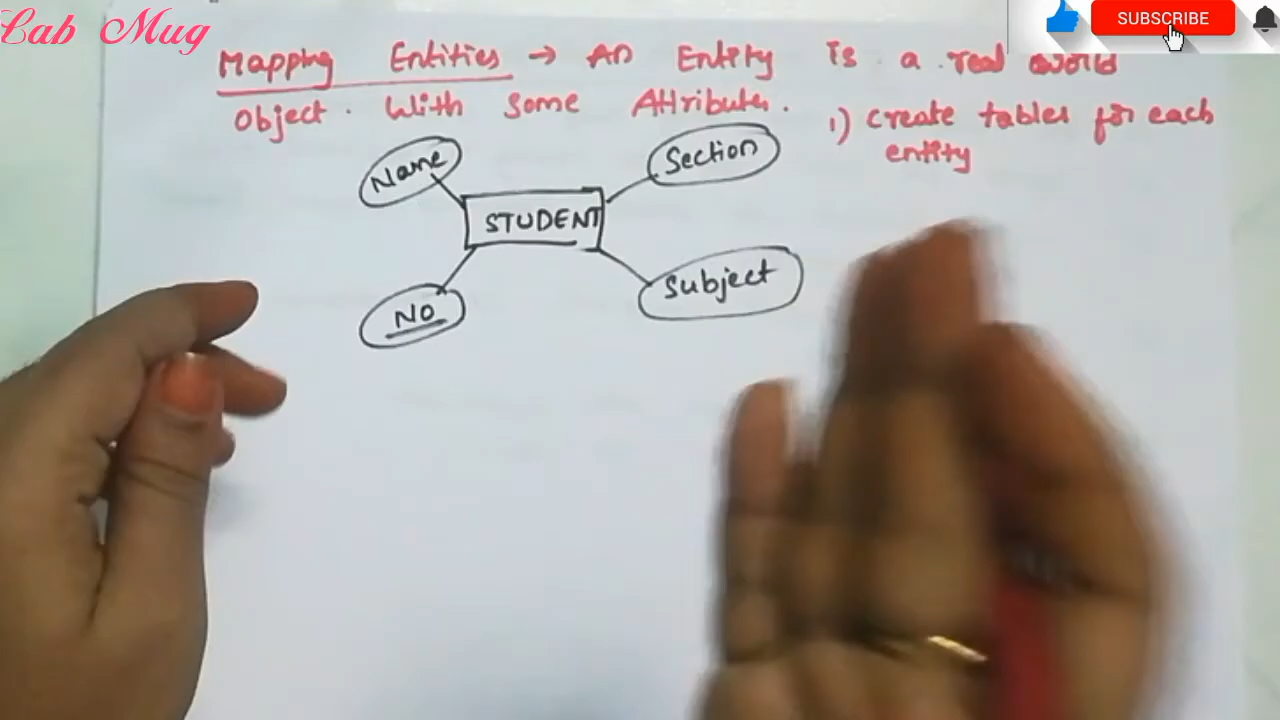 Lab Mug
SUBSCRIBE
Mapping Entities → An Entity is a real world
Object. With some Attributes.
1) create tables for each
entity
Name
Section
STUDENT
NO
Subject